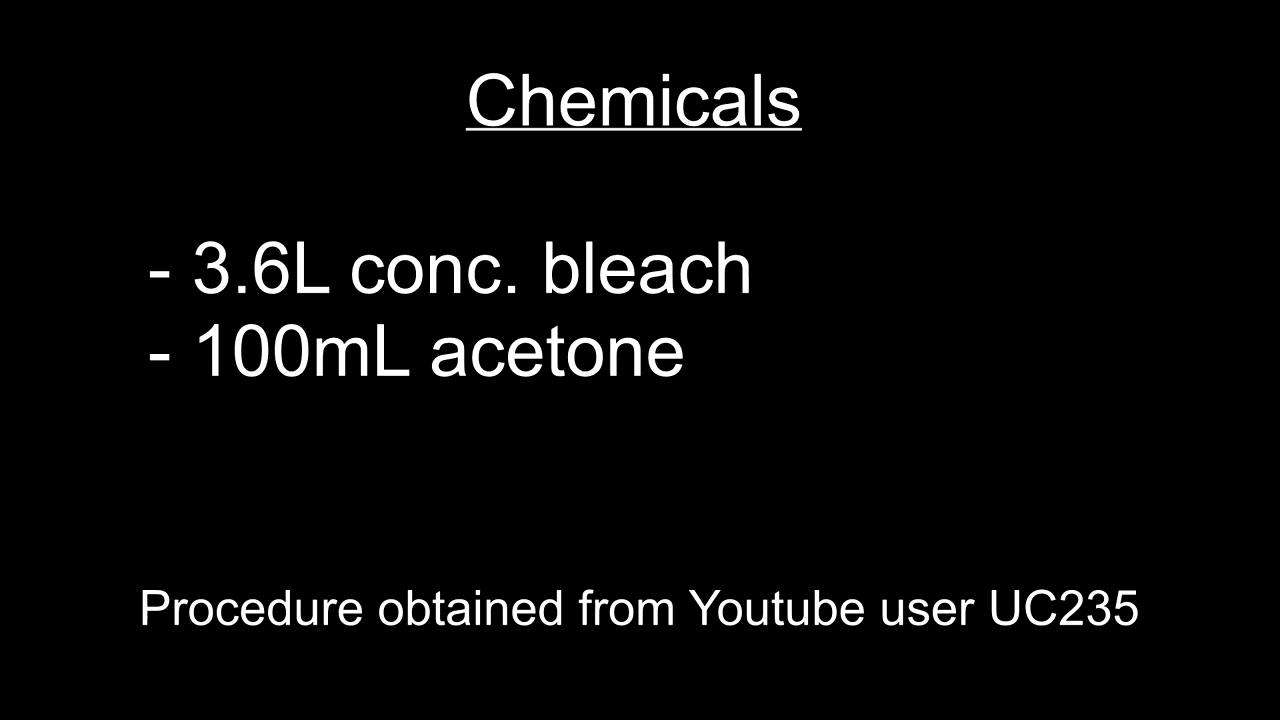 Chemicals
- 3.6L conc. bleach
- 100mL acetone
Procedure obtained from Youtube user UC235